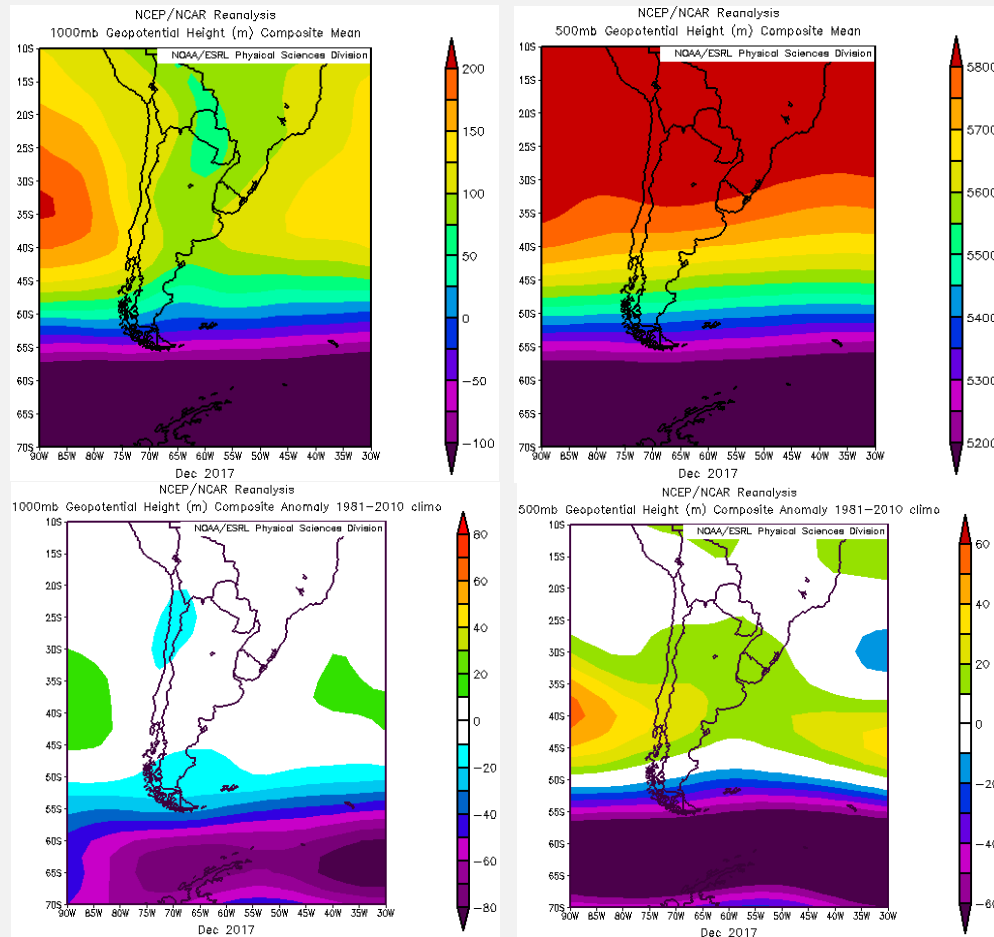 NCEP/NCAR Reanalysis
1000mb Geopotential Height (m) Composite Mean
NOAA/ESRL Physical Sciences Division
10S
15S
20S
25S
30S
35S
40S
45S
50S
55S
60S
65S
70S
90W 85W 80W 75W 70W 65W 60W 55W 50W 45W 40W 35W 30W
Dec 2017
200
150
100
50
0
-50
-100
NCEP/NCAR Reanalysis
500mb Geopotential Height (m) Composite Mean
NOAA/ESRL Physical Sciences Division
10S
15S
20S
25S
30S
35S
40S
45S
50S
55S
60S
65S
70S
90W 85W 80W 75W 70W 65W 60W 55W 50W 45W 40W 35W 30W
Dec 2017
5800
5700
5600
5500
5400
5300
5200
NCEP/NCAR Reanalysis
1000mb Geopotential Height (m) Composite Anomaly 1981-2010 climo
NOAA/ESRL Physical Sciences Division
10S
15S
20S
25S
30S
35S
40S
45S
50S
55S
60S
65S
70S
90W 85W 80W 75W 70W 65W 60W 55W 50W 45W 40W 35W 30W
Dec 2017
80
60
40
20
0
-20
-40
-60
-80
NCEP/NCAR Reanalysis
500mb Geopotential Height (m) Composite Anomaly 1981-2010 climo
NOAA/ESRL Physical Sciences Division
10S
15S
20S
25S
30S
35S
40S
45S
50S
55S
60S
65S
70S
90W 85W 80W 75W 70W 65W 60W 55W 50W 45W 40W 35W 30W
Dec 2017
60
40
20
0
-20
-40
-60